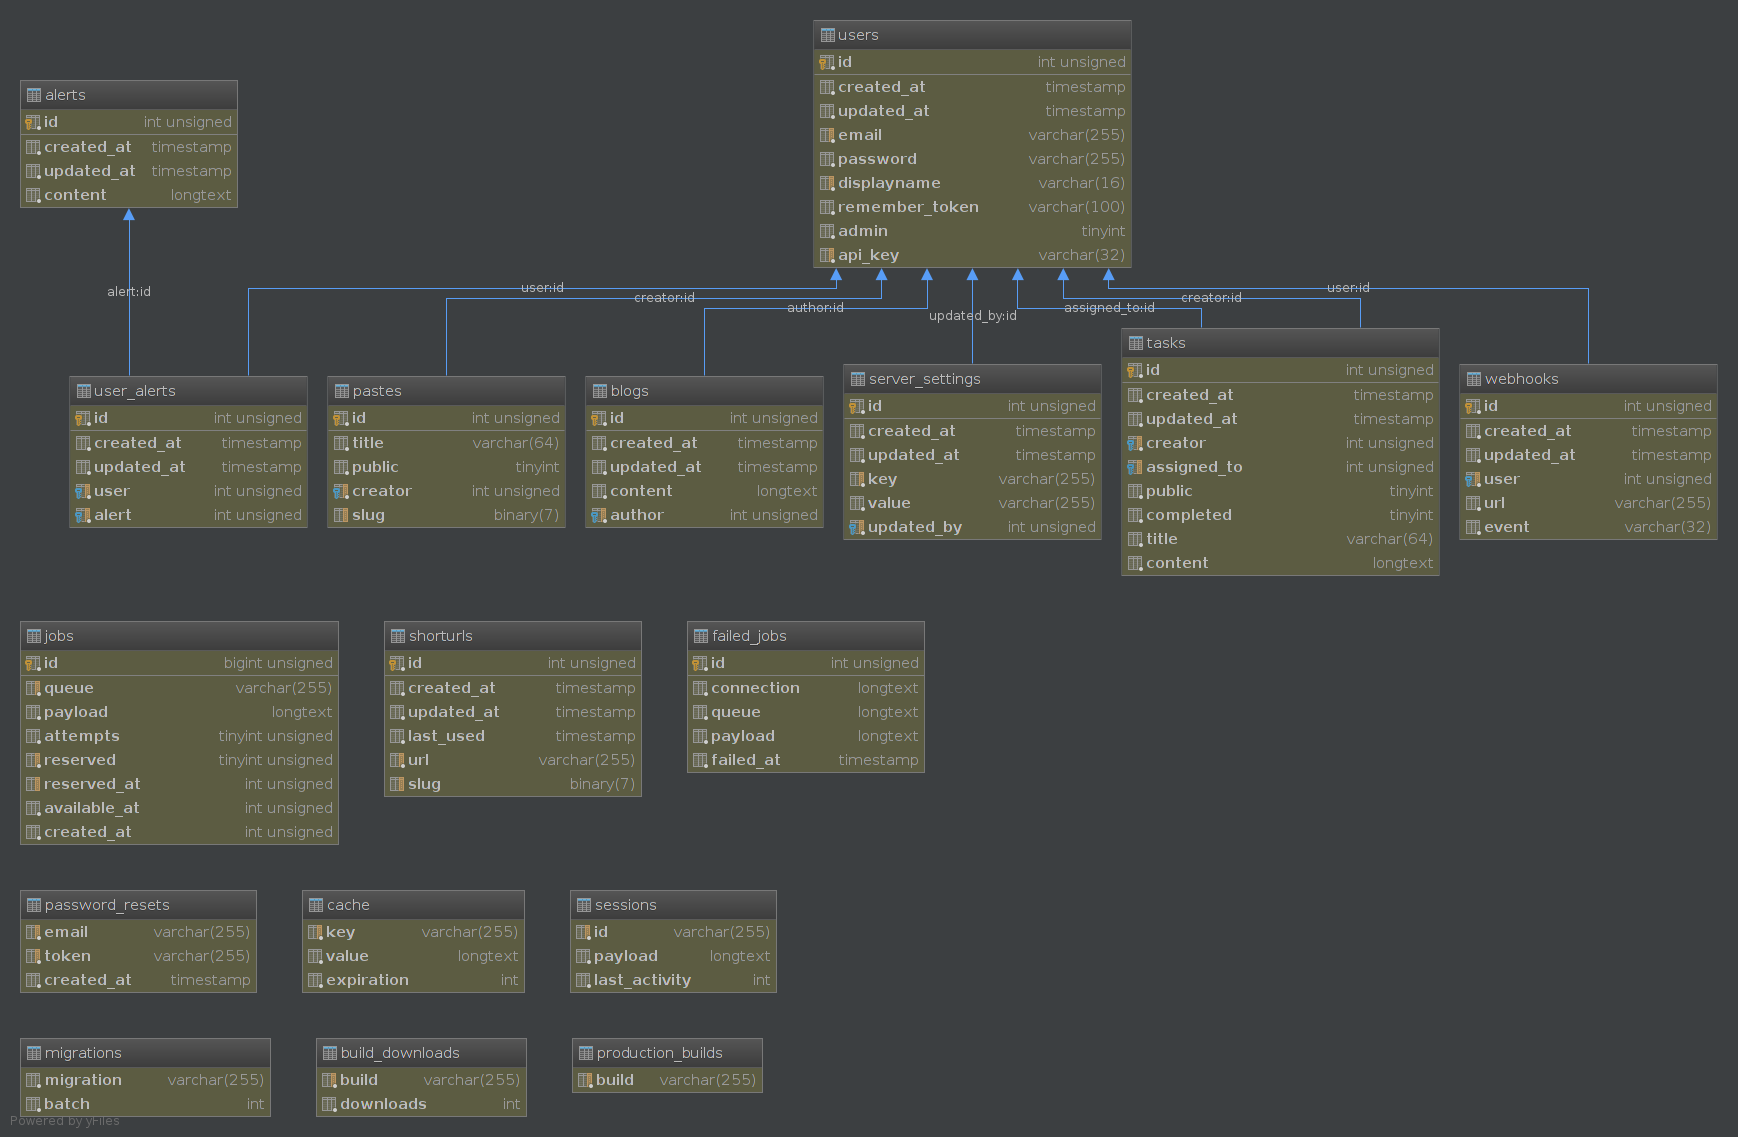 users
id int unsigned
created_at timestamp
updated_at timestamp
email varchar(255)
password varchar(255)
displayname varchar(16)
remember_token varchar(100)
admin tinyint
api_key varchar(32)
alerts
id int unsigned
created_at timestamp
updated_at timestamp
content longtext
alert:id
user:id
creator:id
author:id
updated_by:id
assigned_to:id
creator:id
user:id
user_alerts
id int unsigned
created_at timestamp
updated_at timestamp
user int unsigned
alert int unsigned
pastes
id int unsigned
title varchar(64)
public tinyint
creator int unsigned
slug binary(7)
blogs
id int unsigned
created_at timestamp
updated_at timestamp
content longtext
author int unsigned
server_settings
id int unsigned
created_at timestamp
updated_at timestamp
key varchar(255)
value varchar(255)
updated_by int unsigned
tasks
id int unsigned
created_at timestamp
updated_at timestamp
creator int unsigned
assigned_to int unsigned
public tinyint
completed tinyint
title varchar(64)
content longtext
webhooks
id int unsigned
created_at timestamp
updated_at timestamp
user int unsigned
url varchar(255)
event varchar(32)
jobs
id bigint unsigned
queue varchar(255)
payload longtext
attempts tinyint unsigned
reserved tinyint unsigned
reserved_at int unsigned
available_at int unsigned
created_at int unsigned
shorturls
id int unsigned
created_at timestamp
updated_at timestamp
last_used timestamp
url varchar(255)
slug binary(7)
failed_jobs
id int unsigned
connection longtext
queue longtext
payload longtext
failed_at timestamp
password_resets
email varchar(255)
token varchar(255)
created_at timestamp
cache
key varchar(255)
value longtext
expiration int
sessions
id varchar(255)
payload longtext
last_activity int
migrations
migration varchar(255)
batch int
build_downloads
build varchar(255)
downloads int
production_builds
build varchar(255)
Powered by yFiles